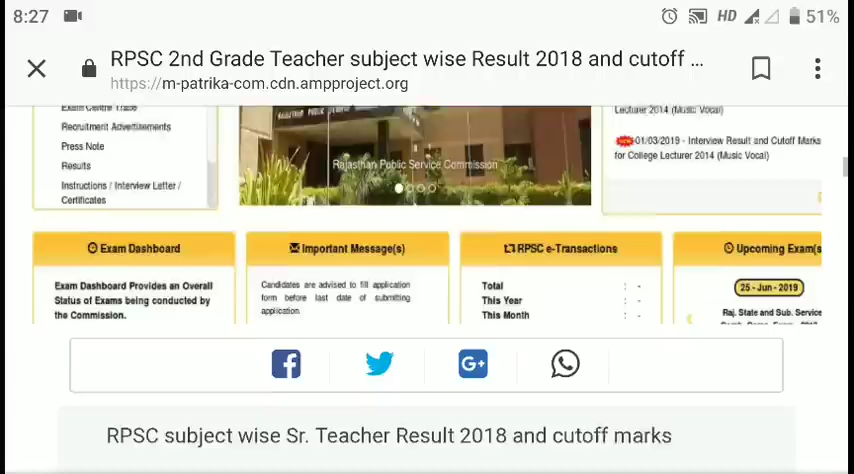 8:27
HD
51%
RPSC 2nd Grade Teacher subject wise Result 2018 and cutoff ...
https://m-patrika-com.cdn.ampproject.org
Exam Centre Trace
Recruitment Advertisements
Press Note
Results
Instructions / Interview Letter /
Certificates
Rajasthan Public Service Commission
Lecturer 2014 (Music Vocal)
01/03/2019 - Interview Result and Cutoff Marks
for College Lecturer 2014 (Music Vocal)
Exam Dashboard
Exam Dashboard Provides an Overall
Status of Exams being conducted by
the Commission.
Important Message(s)
Candidates are advised to fill application
form before last date of submitting
application.
RPSC e-Transactions
Total : -
This Year : -
This Month : -
Upcoming Exam(s
25 - Jun - 2019
Raj. State and Sub. Service
G+
RPSC subject wise Sr. Teacher Result 2018 and cutoff marks